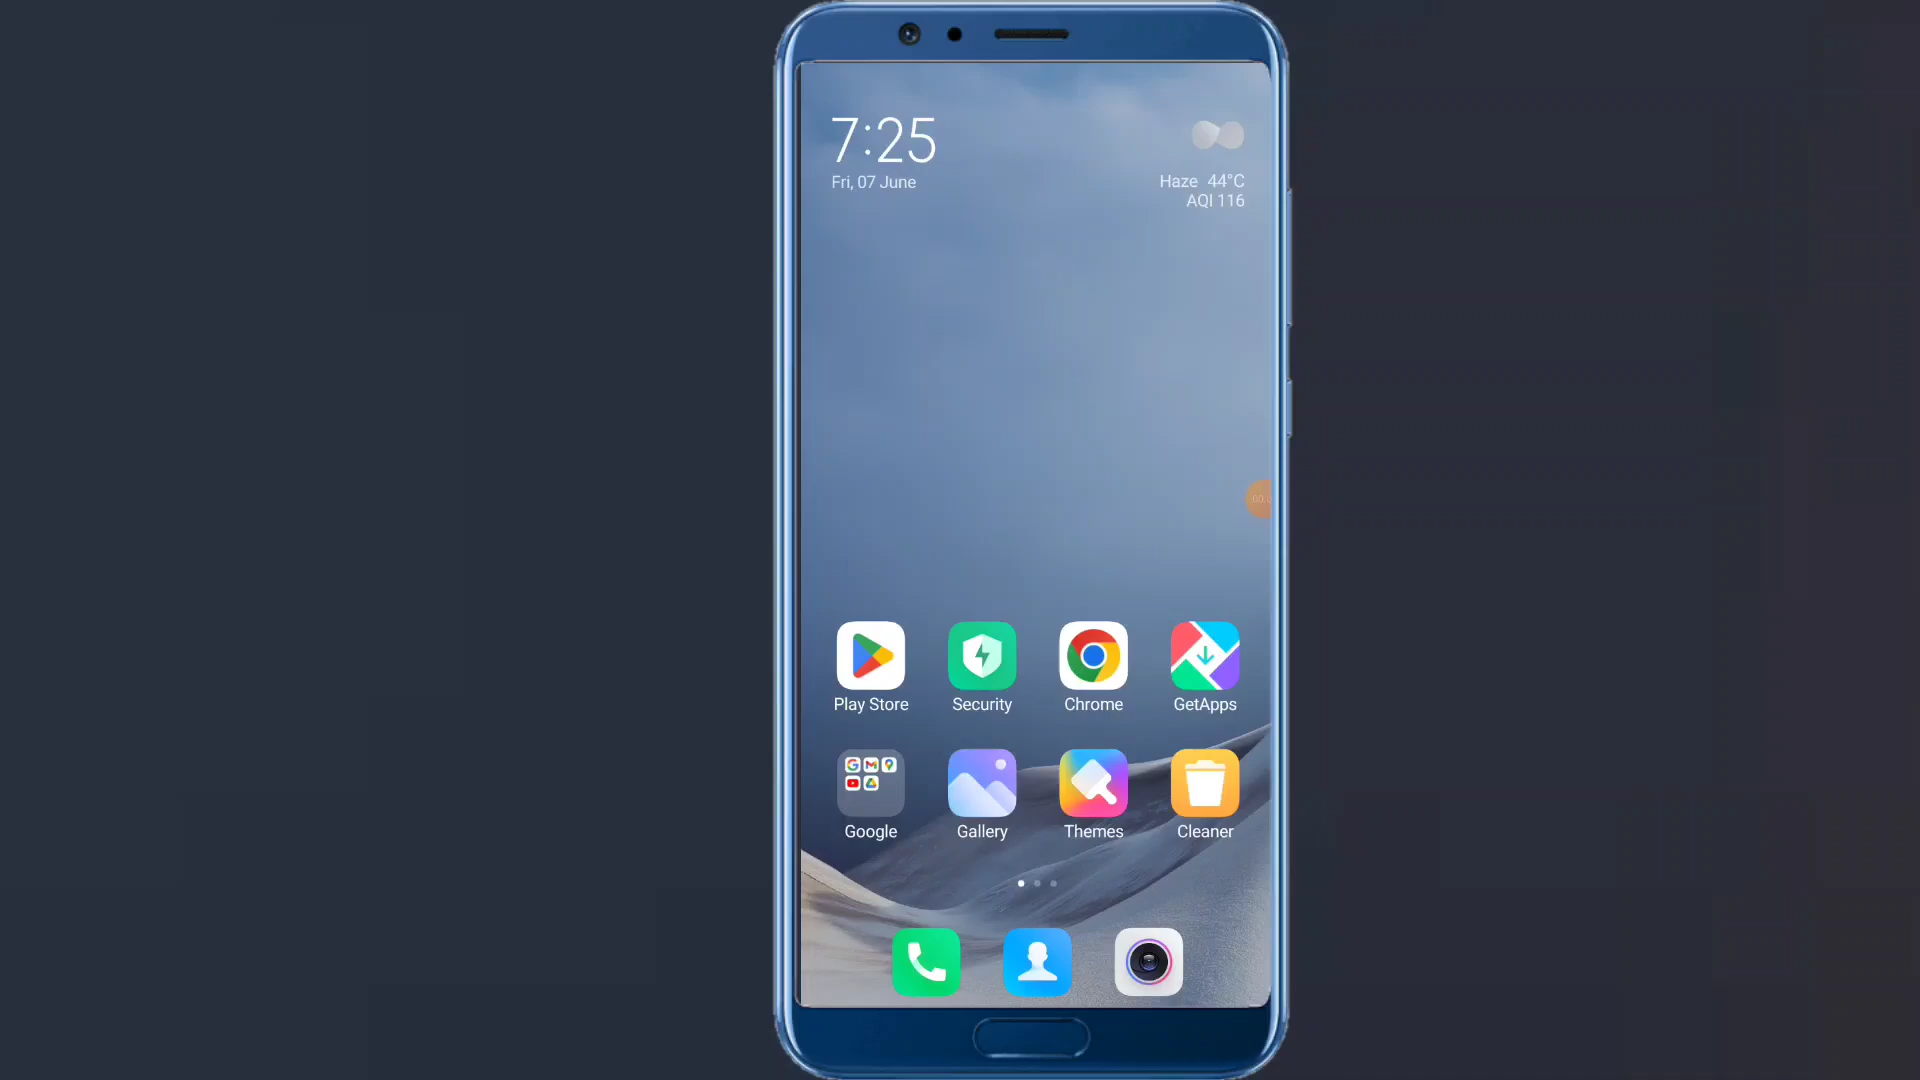 7:25
Fri, 07 June
Haze 44°C
AQI 116
Play Store
Security
Chrome
GetApps
Google
Gallery
Themes
Cleaner